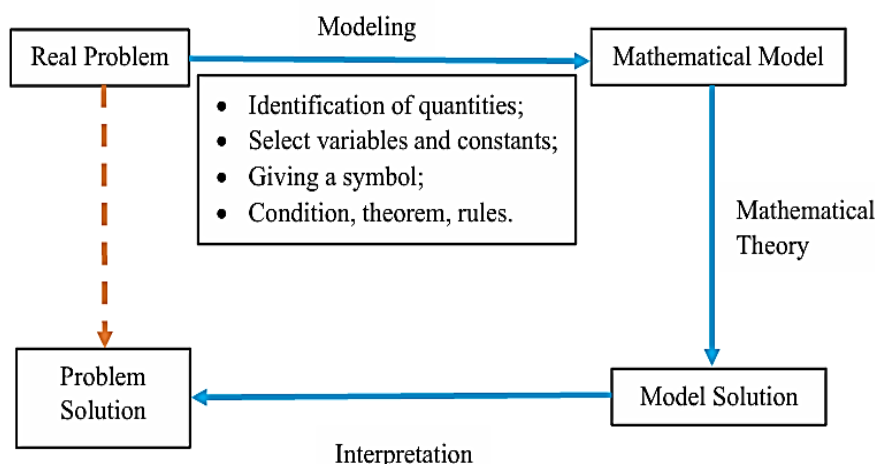 Modeling
Real Problem
Mathematical Model
• Identification of quantities;
• Select variables and constants;
• Giving a symbol;
• Condition, theorem, rules.
Mathematical
Theory
Problem
Solution
Model Solution
Interpretation